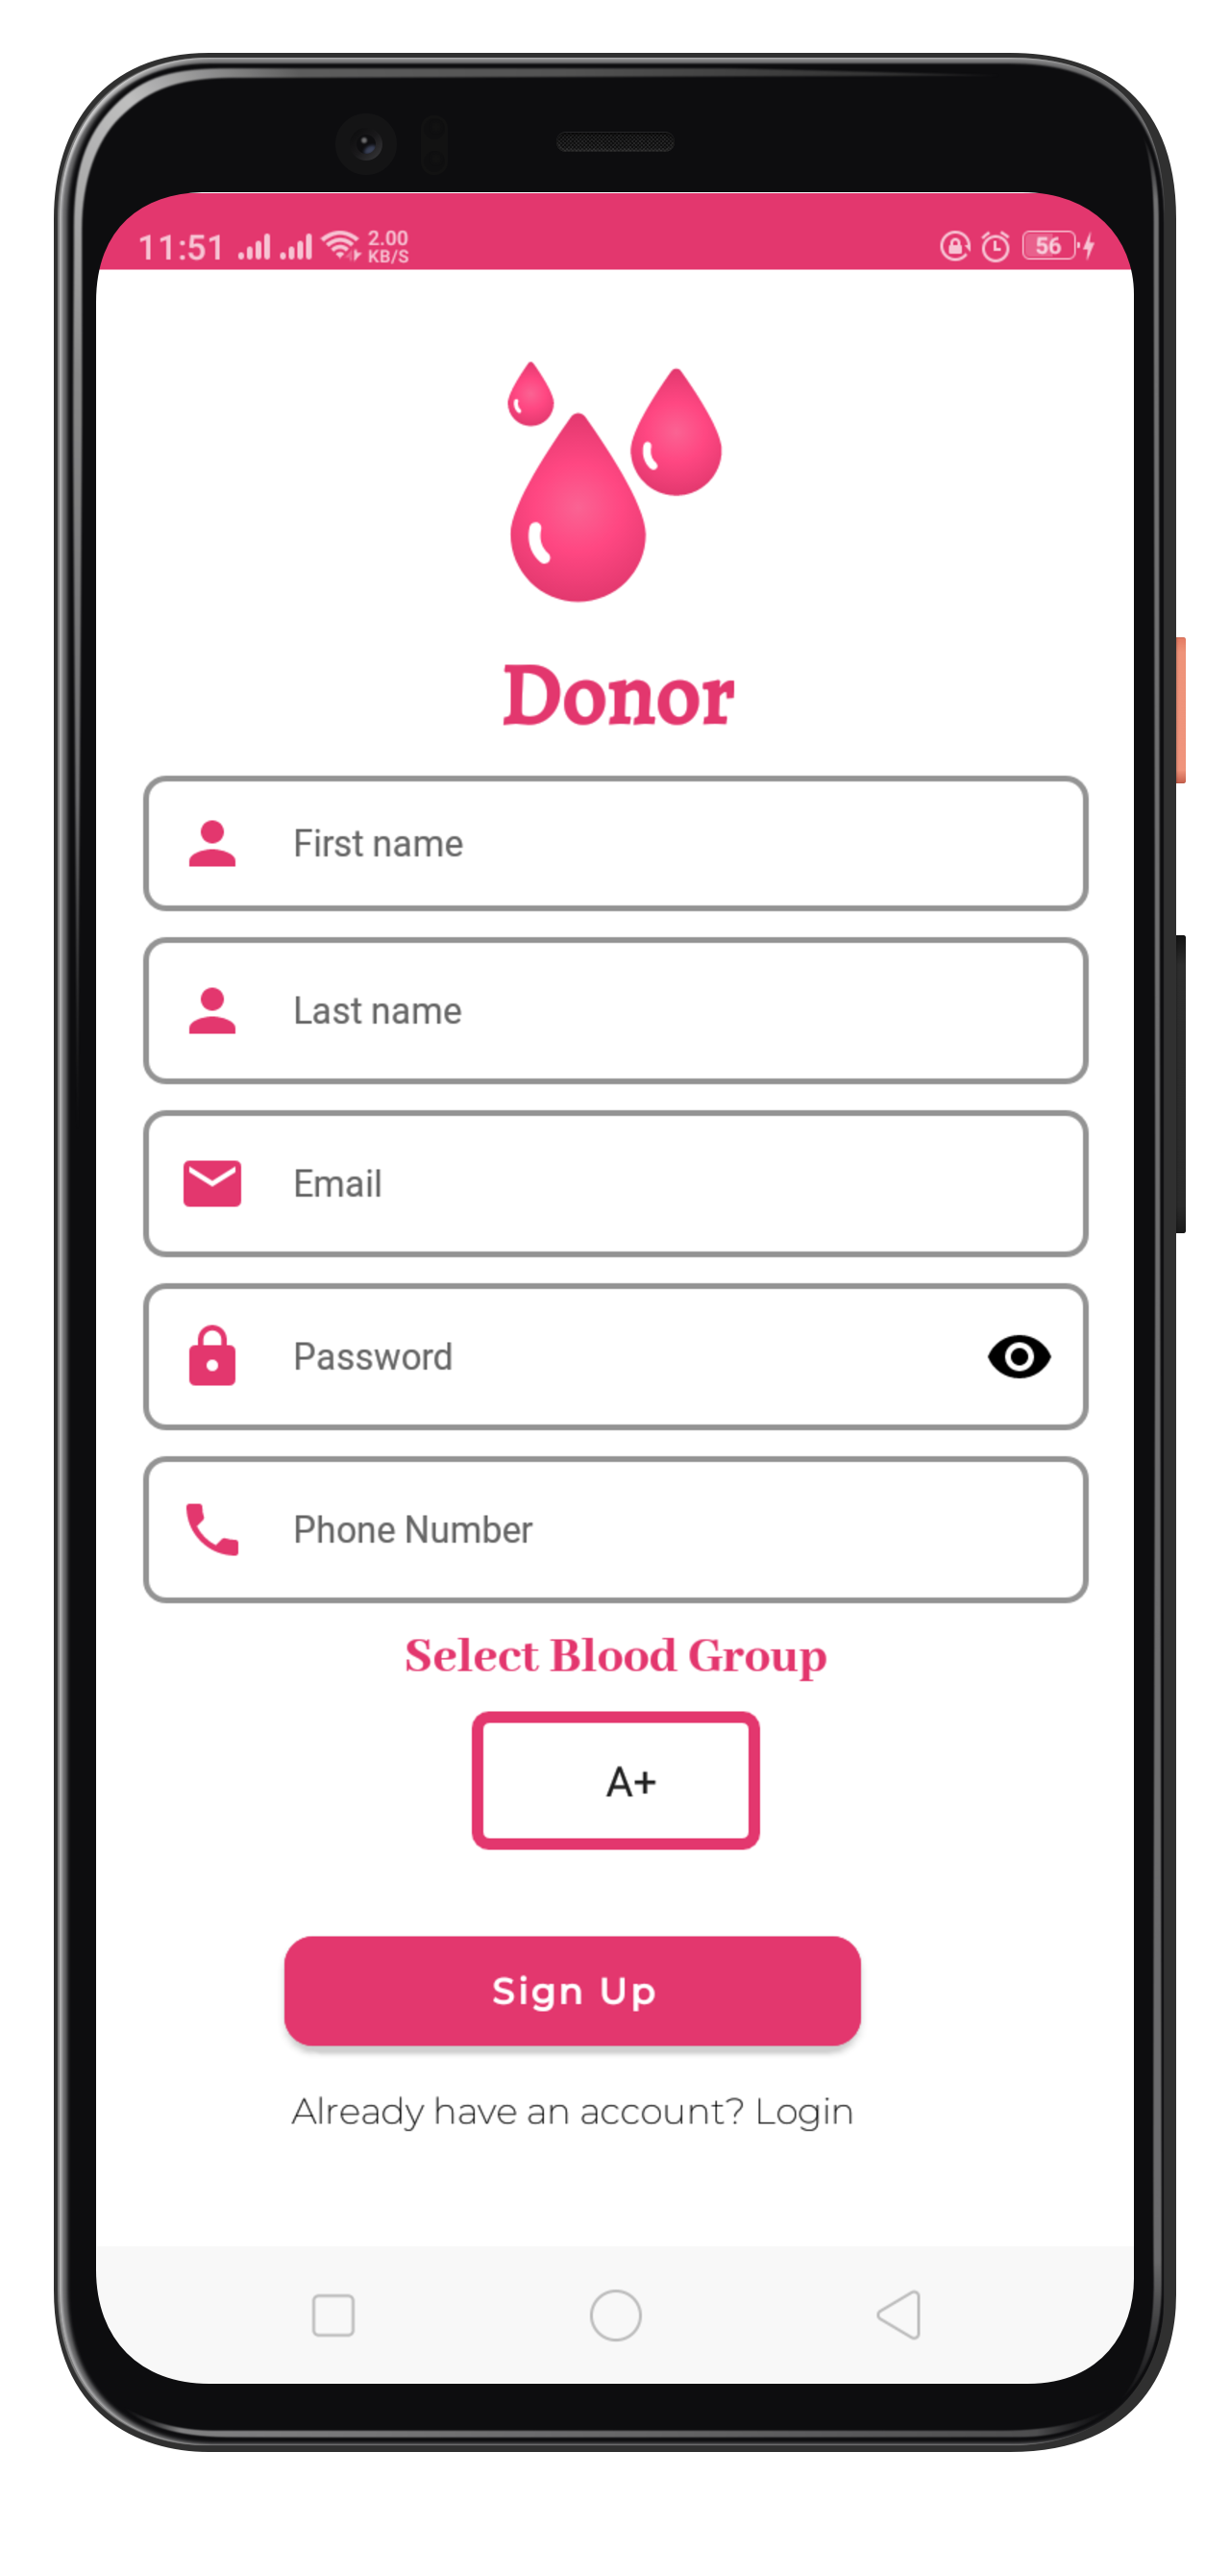 11:51 2.00 KB/S 56
Donor
First name
Last name
Email
Password
Phone Number
Select Blood Group
A+
Sign Up
Already have an account? Login